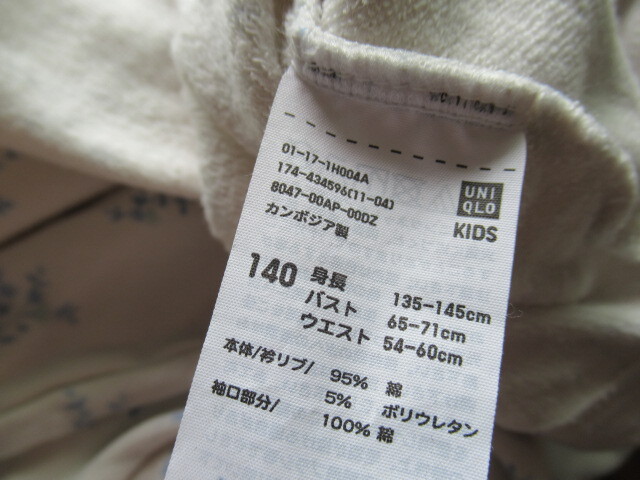 01-17-1H004A
174-434596(11-04)
8047-00AP-00DZ
カンボジア製
UNI
QLO
KIDS
140 身長 135-145cm
バスト 65-71cm
ウエスト 54-60cm
本体/衿リブ/ 95% 綿
5% ポリウレタン
袖口部分/ 100% 綿